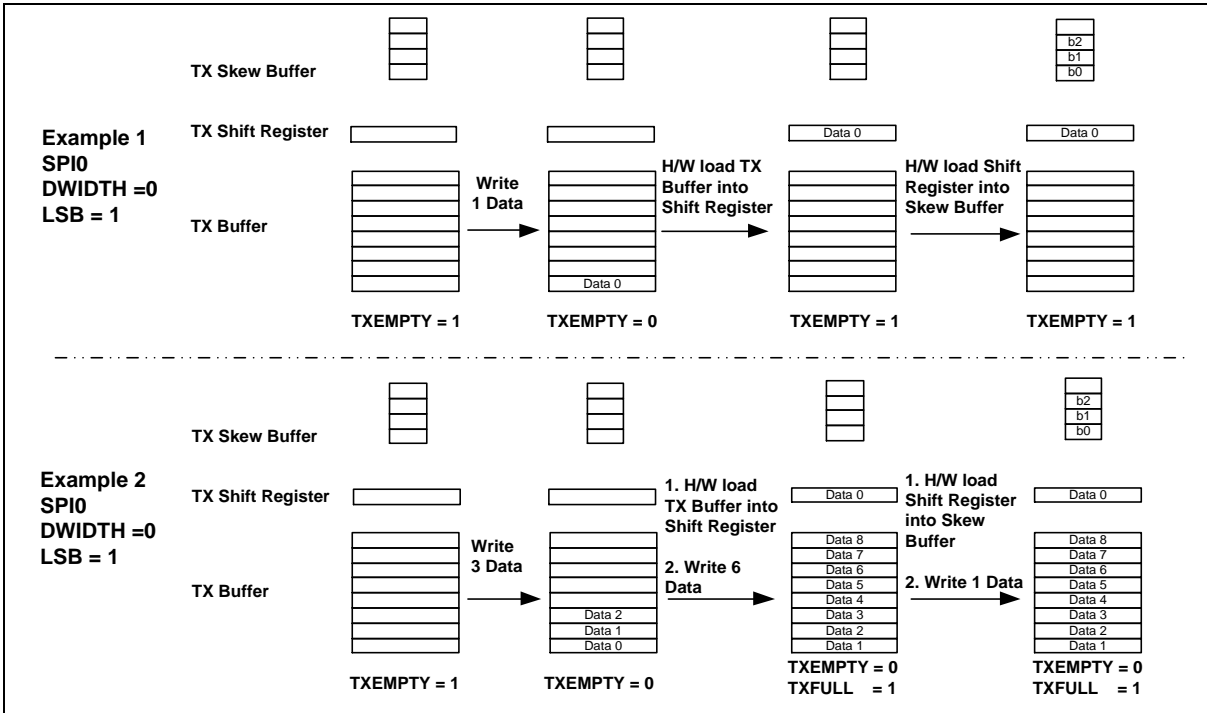 Example 1
SPI0
DWIDTH =0
LSB = 1
TX Skew Buffer
b2
b1
b0
TX Shift Register
Data 0
Data 0
TX Buffer
Write
1 Data
H/W load TX
Buffer into
Shift Register
H/W load Shift
Register into
Skew Buffer
Data 0
TXEMPTY = 1
TXEMPTY = 0
TXEMPTY = 1
TXEMPTY = 1
Example 2
SPI0
DWIDTH =0
LSB = 1
TX Skew Buffer
b2
b1
b0
TX Shift Register
Data 0
Data 0
TX Buffer
Write
3 Data
Data 2
Data 1
Data 0
1. H/W load
TX Buffer into
Shift Register
2. Write 6
Data
Data 8
Data 7
Data 6
Data 5
Data 4
Data 3
Data 2
Data 1
1. H/W load
Shift Register
into Skew
Buffer
2. Write 1 Data
Data 8
Data 7
Data 6
Data 5
Data 4
Data 3
Data 2
Data 1
TXEMPTY = 1
TXEMPTY = 0
TXEMPTY = 0
TXFULL = 1
TXEMPTY = 0
TXFULL = 1